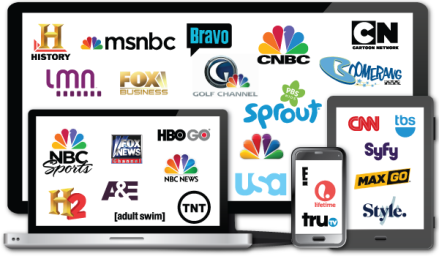 H
HISTORY
msnbc
Bravo
CNBC
CN
CARTOON NETWORK
lmn
FOX
BUSINESS
GOLF CHANNEL
BOOMERANG
PBS
sprout
NBC
sports
FOX
NEWS
channel
HBO GO
NBC NEWS
H2
A&E
[adult swim]
TNT
usa
E!
lifetime
truTV
CNN
tbs
Syfy
MAX GO
Style.